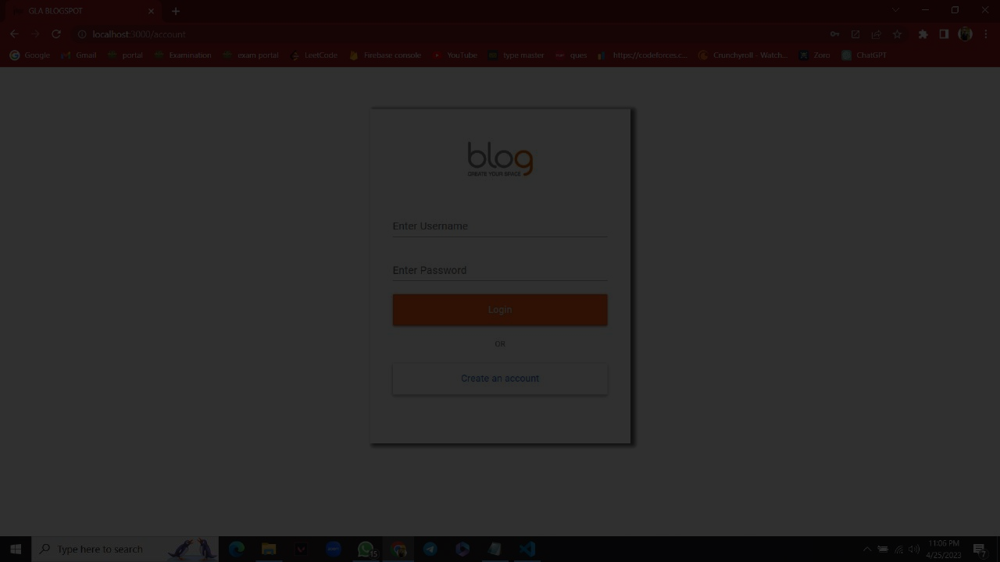 GLA BLOGSPOT
localhost:3000/account
Google Gmail portal Examination exam portal LeetCode Firebase console YouTube type master ques https://codeforces.c... Crunchyroll - Watch... Zoro ChatGPT
blog
CREATE YOUR SPACE
Enter Username
Enter Password
Login
OR
Create an account
Type here to search
15
11:06 PM
4/25/2023
7